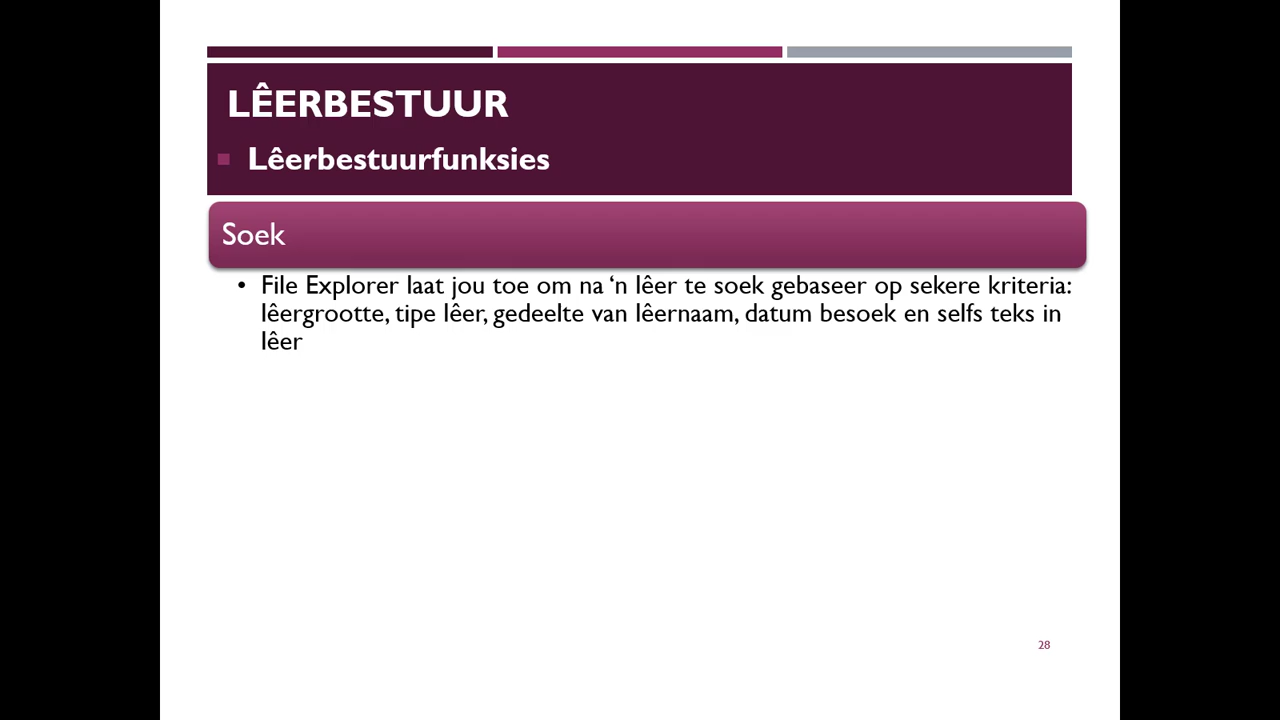 LÊERBESTUUR
▪ Lêerbestuurfunksies
Soek
• File Explorer laat jou toe om na ‘n lêer te soek gebaseer op sekere kriteria:
lêergrootte, tipe lêer, gedeelte van lêernaam, datum besoek en selfs teks in
lêer
28